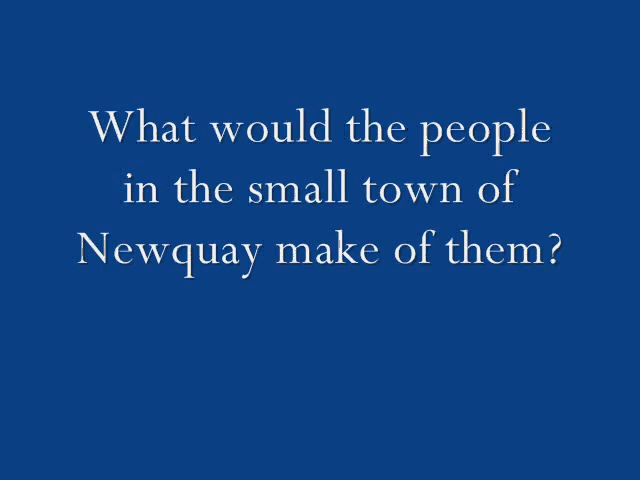 What would the people
in the small town of
Newquay make of them?